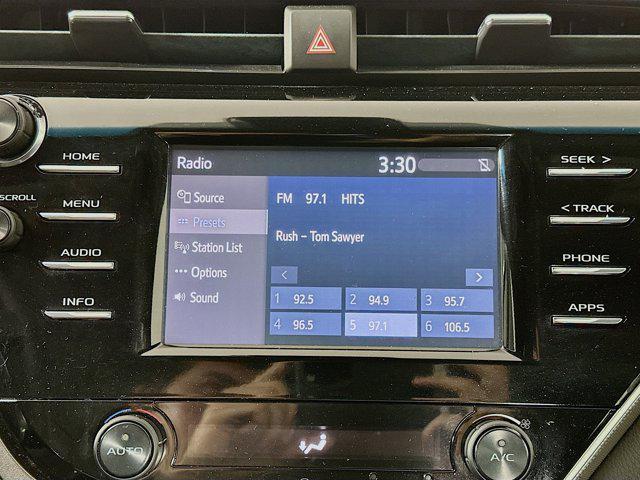 Radio 3:30
HOME
SEEK >
SCROLL
Source
FM 97.1 HITS
MENU
< TRACK
Presets
Rush – Tom Sawyer
AUDIO
Station List
PHONE
Options
< >
INFO
Sound
1 92.5 2 94.9 3 95.7
APPS
4 96.5 5 97.1 6 106.5
AUTO
A/C